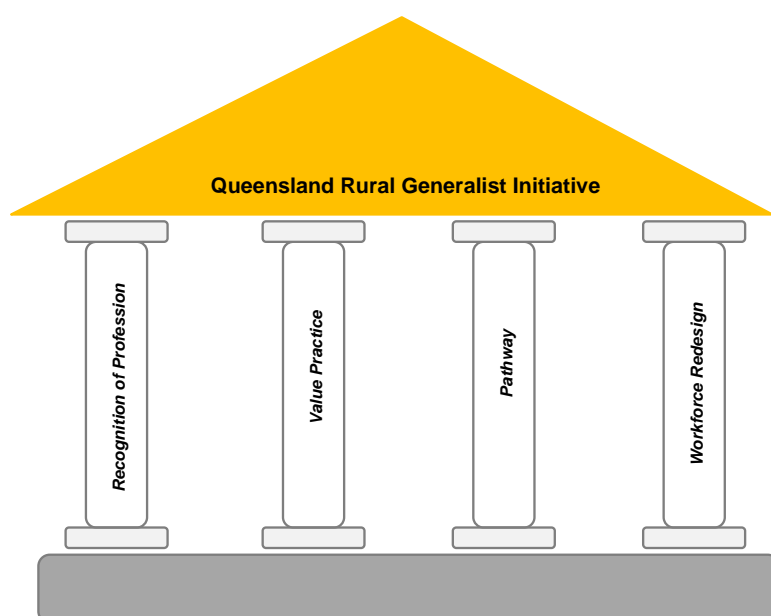 Queensland Rural Generalist Initiative
Recognition of Profession
Value Practice
Pathway
Workforce Redesign